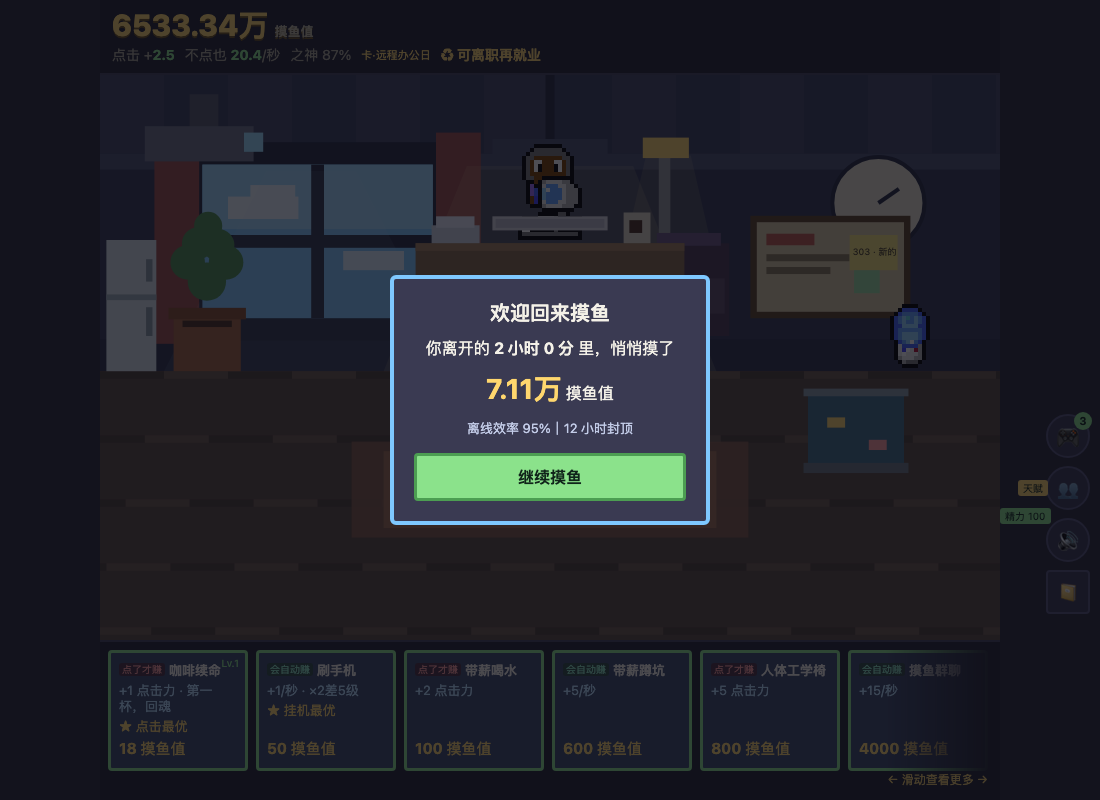 6533.34万 摸鱼值
点击 +2.5 不点也 20.4/秒 之神 87% 卡·远程办公日 ♻ 可离职再就业
303 · 新的
欢迎回来摸鱼
你离开的 2 小时 0 分 里，悄悄摸了
7.11万 摸鱼值
离线效率 95% | 12 小时封顶
继续摸鱼
3
天赋
精力 100
点了才赚 咖啡续命 Lv.1
+1 点击力 · 第一
杯，回魂
★ 点击最优
18 摸鱼值
会自动赚 刷手机
+1/秒 · ×2差5级
★ 挂机最优
50 摸鱼值
点了才赚 带薪喝水
+2 点击力
100 摸鱼值
会自动赚 带薪蹲坑
+5/秒
600 摸鱼值
点了才赚 人体工学椅
+5 点击力
800 摸鱼值
会自动赚 摸鱼群聊
+15/秒
4000 摸鱼值
← 滑动查看更多 →